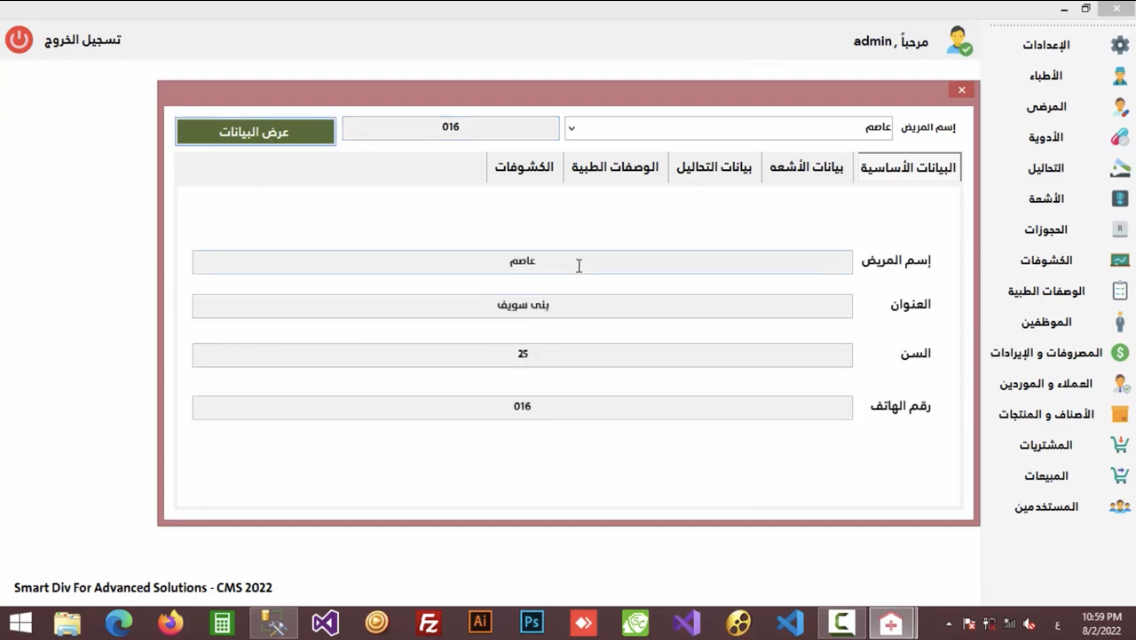 مرحباً , admin
تسجيل الخروج
الإعدادات
الأطباء
المرضى
الأدوية
التحاليل
الأشعة
الحجوزات
الكشوفات
الوصفات الطبية
الموظفين
المصروفات و الإيرادات
العملاء و الموردين
الأصناف و المنتجات
المشتريات
المبيعات
المستخدمين
إسم المريض عاصم 016 عرض البيانات
البيانات الأساسية بيانات الأشعه بيانات التحاليل الوصفات الطبية الكشوفات
إسم المريض عاصم
العنوان بنى سويف
السن 25
رقم الهاتف 016
Smart Div For Advanced Solutions - CMS 2022
ع 10:59 PM
8/2/2022